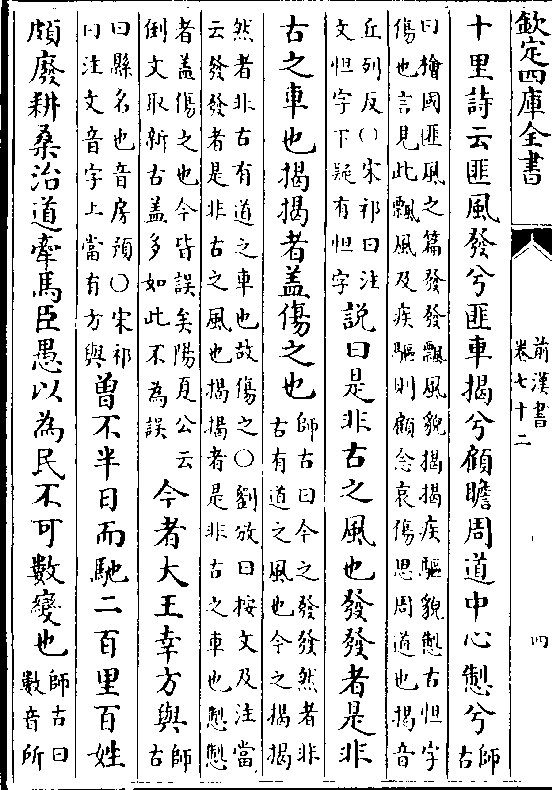 欽定四庫全書
前漢書
卷七十二
四
十里詩云匪風發兮匪車揭兮顧瞻周道中心㣼兮師古
曰檜國匪風之篇發發飄風貌揭揭疾驅貌㣼古怛字
傷也言見此飄風及疾驅則顧念哀傷思周道也揭音
丘列反○宋祁曰注
文怛字下疑有怛字
說曰是非古之風也發發者是非
古之車也揭揭者盖傷之也
師古曰今之發發然者非
古有道之風也今之揭揭
然者非古有道之車也故傷之○劉攽曰按文及注當
云發發者是非古之風也揭揭者是非古之車也㣼㣼
者盖傷之也今皆誤矣陽夏公云
倒文取新古盖多如此不為誤
今者大王幸方與師古
曰縣名也音房預○宋祁
曰注文音字上當有方與
曽不半日而馳二百里百姓
頗廢耕桑治道牽馬臣愚以為民不可數變也
師古曰
數音所